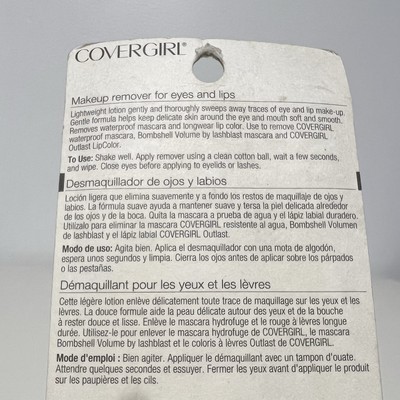 COVERGIRL®
Makeup remover for eyes and lips
Lightweight lotion gently and thoroughly sweeps away traces of eye and lip make-up.
Gentle formula helps keep delicate skin around the eye and mouth soft and smooth.
Removes waterproof mascara and longwear lip color. Use to remove COVERGIRL
waterproof mascara, Bombshell Volume by lashblast mascara and COVERGIRL
Outlast LipColor.
To Use: Shake well. Apply remover using a clean cotton ball, wait a few seconds,
and wipe. Close eyes before applying to eyelids or lashes.
Desmaquillador de ojos y labios
Loción ligera que elimina suavemente y a fondo los restos de maquillaje de ojos y
labios. La fórmula suave ayuda a mantener suave y tersa la piel delicada alrededor
de los ojos y de la boca. Quita la mascara a prueba de agua y el lápiz labial duradero.
Utilízalo para eliminar la mascara COVERGIRL resistente al agua, Bombshell Volumen
de lashblast y el lápiz labial COVERGIRL Outlast.
Modo de uso: Agita bien. Aplica el desmaquillador con una mota de algodón,
espera unos segundos y limpia. Cierra los ojos antes de aplicar sobre los párpados
o las pestañas.
Démaquillant pour les yeux et les lèvres
Cette légère lotion enlève délicatement toute trace de maquillage sur les yeux et les
lèvres. La douce formule aide la peau délicate autour des yeux et de la bouche
à rester douce et lisse. Enlève le mascara hydrofuge et le rouge à lèvres longue
durée. Utilisez-le pour enlever le mascara hydrofuge de COVERGIRL, le mascara
Bombshell Volume by lashblast et le coloris à lèvres Outlast de COVERGIRL.
Mode d'emploi : Bien agiter. Appliquer le démaquillant avec un tampon d'ouate.
Attendre quelques secondes et essuyer. Fermer les yeux avant d'appliquer le produit
sur les paupières et les cils.